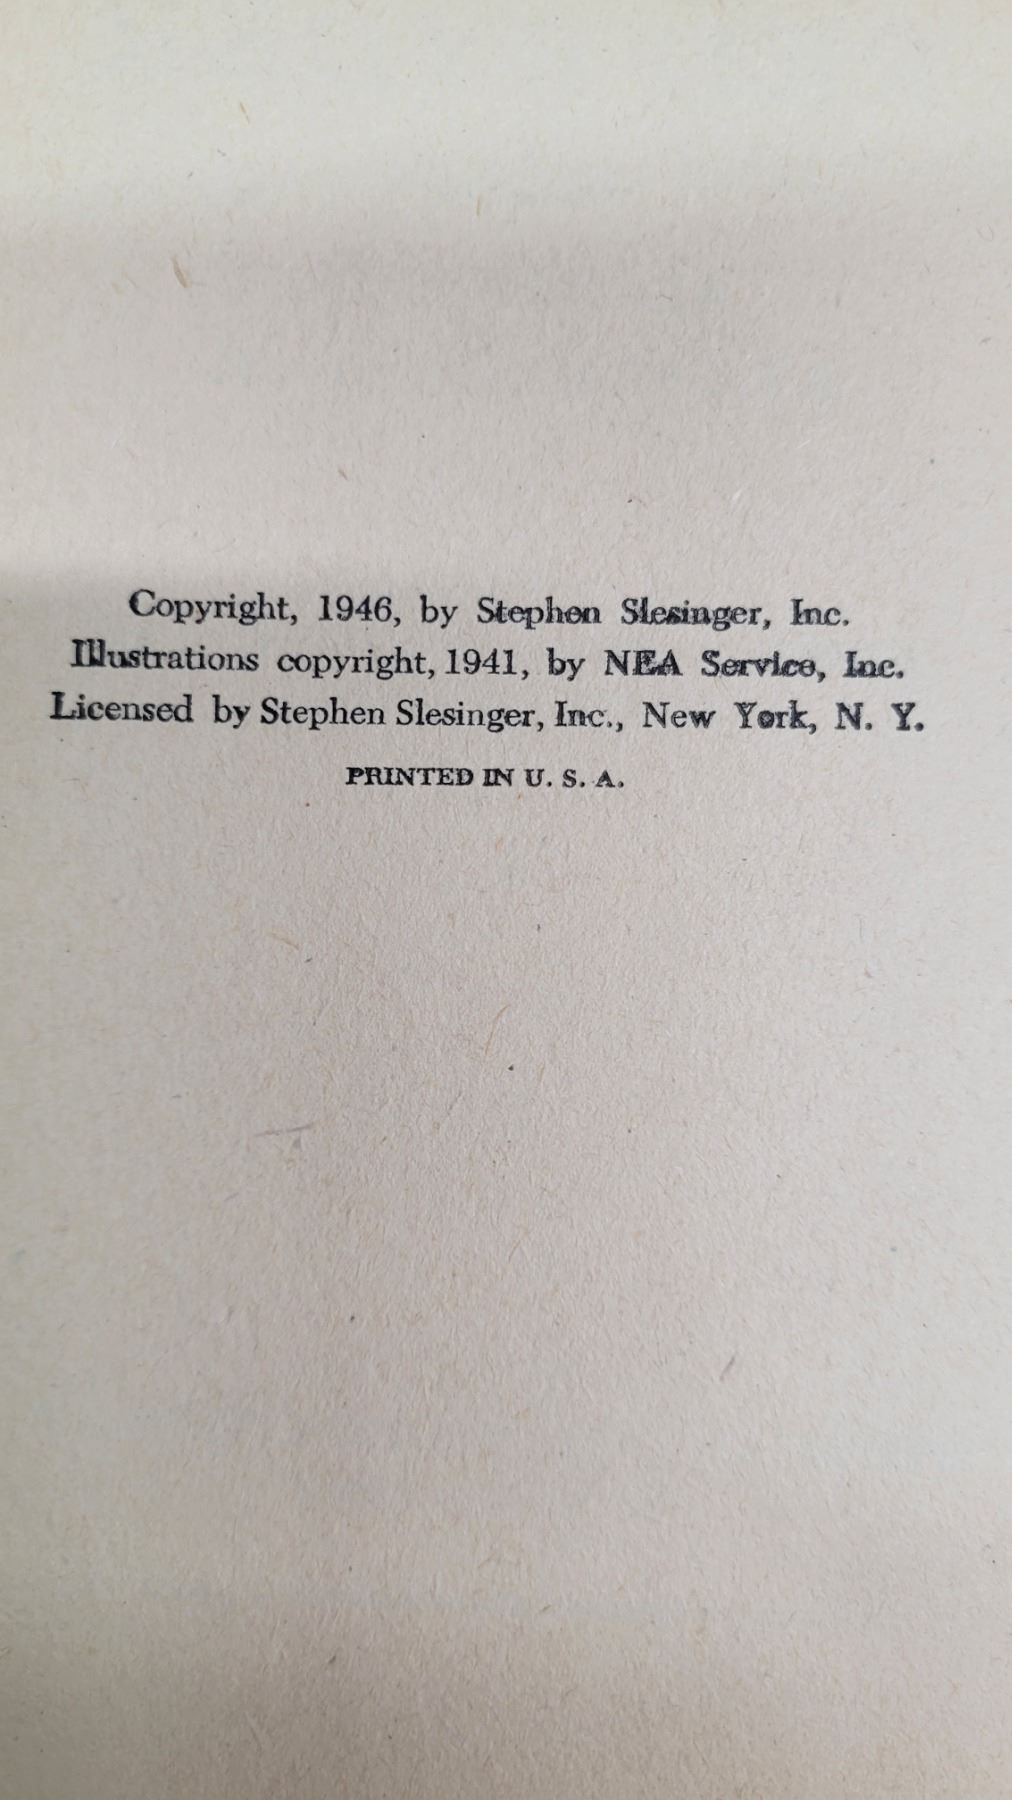 Copyright, 1946, by Stephen Slesinger, Inc.
Illustrations copyright, 1941, by NEA Service, Inc.
Licensed by Stephen Slesinger, Inc., New York, N. Y.
PRINTED IN U. S. A.